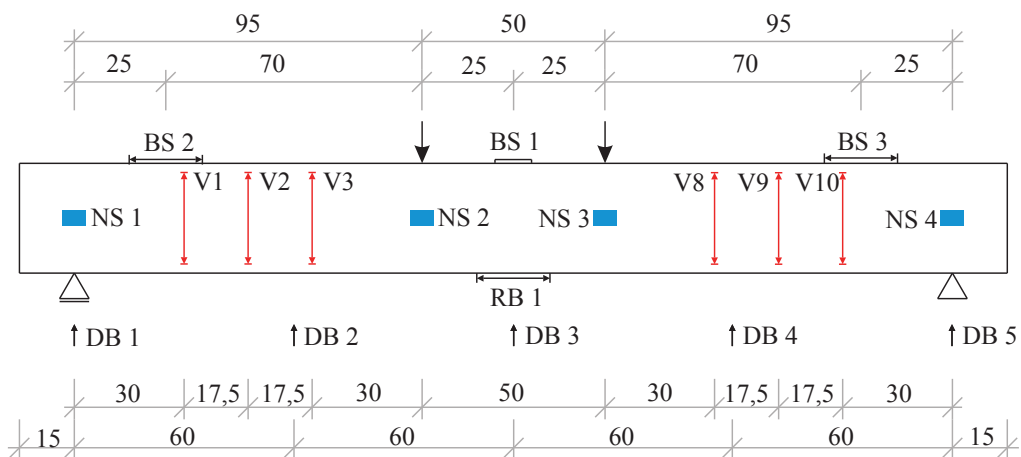 95 50 95
25 70 25 25 70 25
BS 2 BS 1 BS 3
V1 V2 V3 V8 V9 V10
NS 1 NS 2 NS 3 NS 4
RB 1
DB 1 DB 2 DB 3 DB 4 DB 5
30 17,5 17,5 30 50 30 17,5 17,5 30
15 60 60 60 60 15